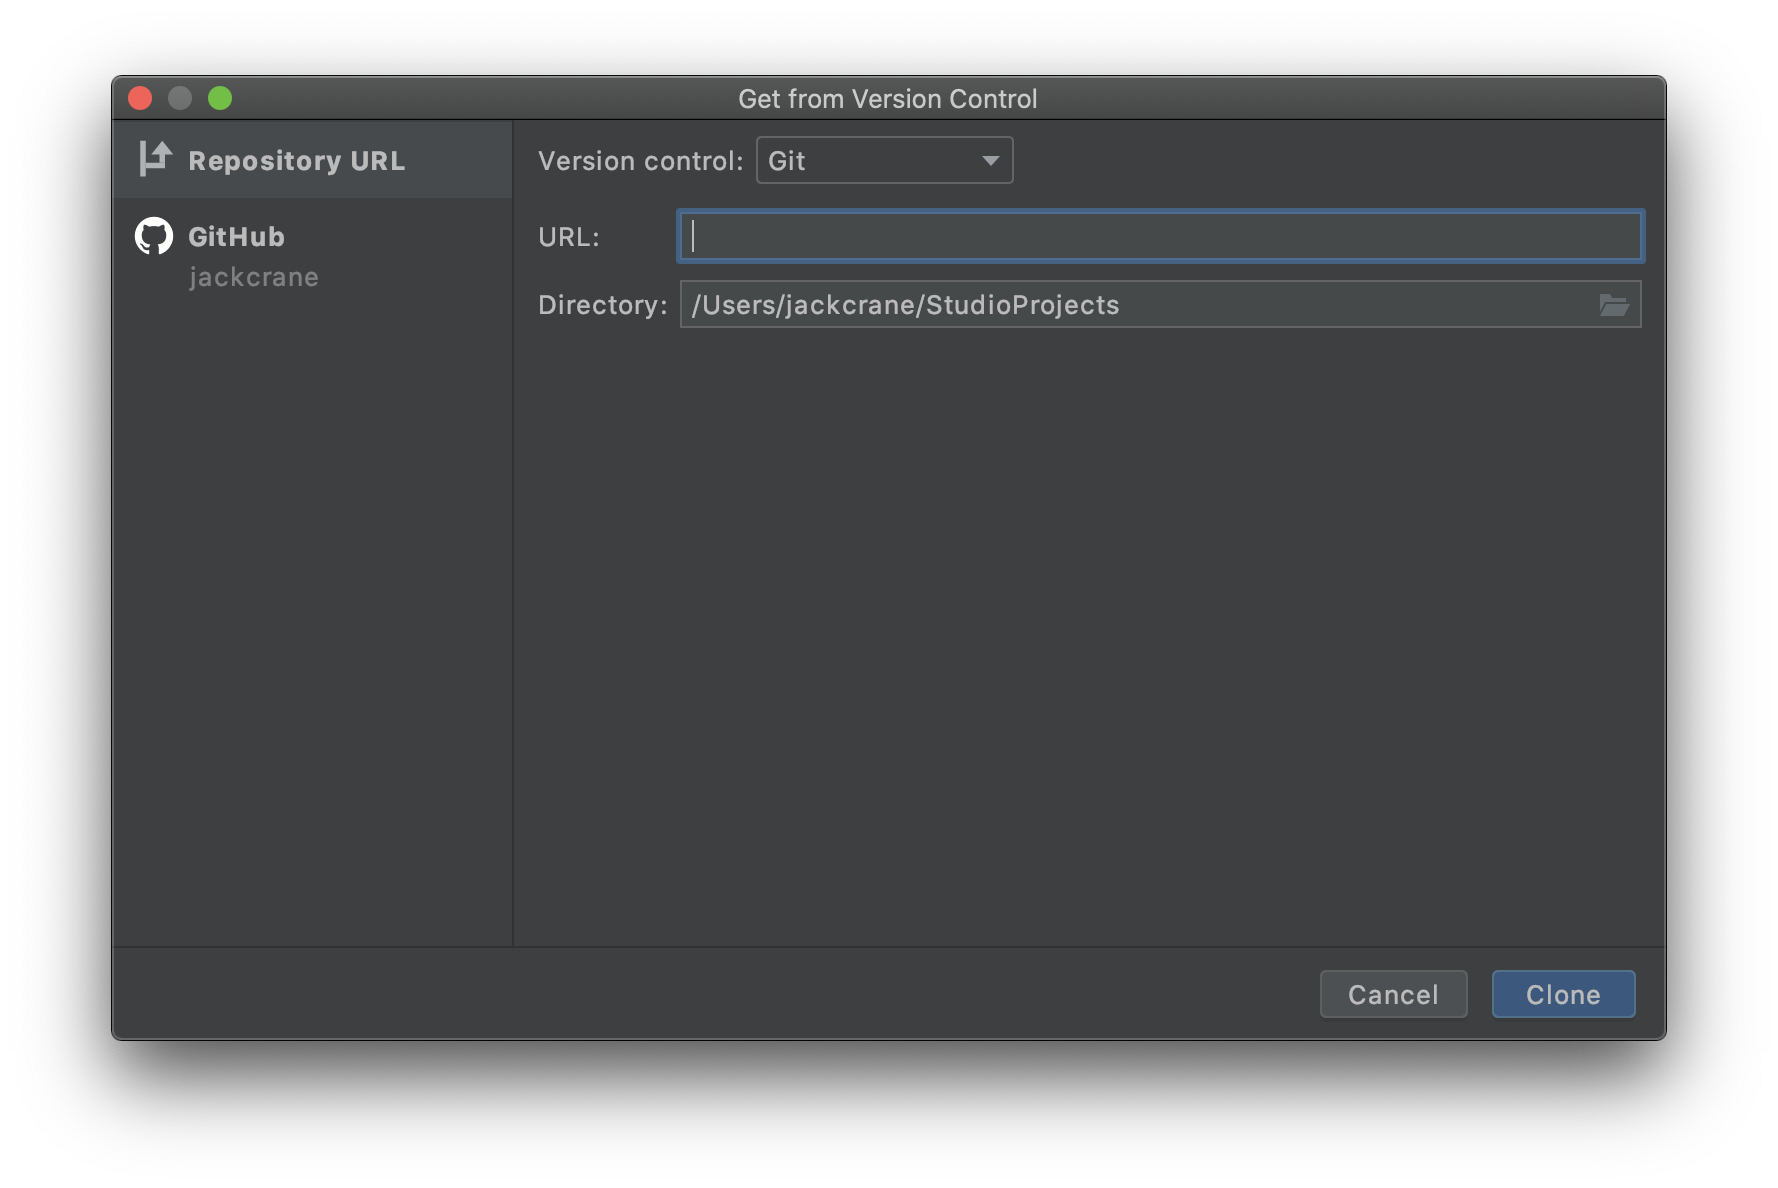 Get from Version Control
Repository URL
GitHub
jackcrane
Version control: Git
URL:
Directory: /Users/jackcrane/StudioProjects
Cancel
Clone